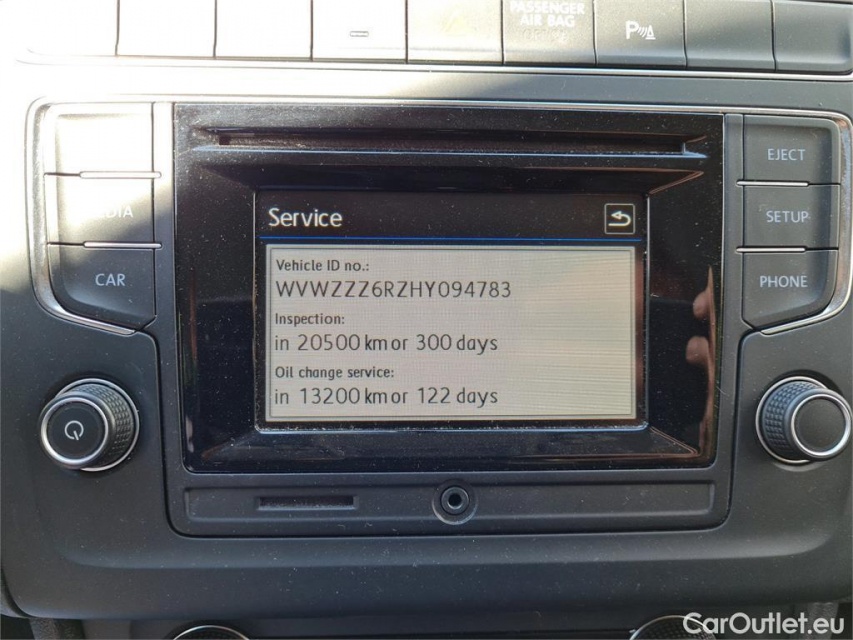 PASSENGER
AIR BAG
P
EJECT
MEDIA
SETUP
CAR
PHONE
Service
Vehicle ID no.:
WVWZZZ6RZHY094783
Inspection:
in 20500 km or 300 days
Oil change service:
in 13200 km or 122 days
CarOutlet.eu